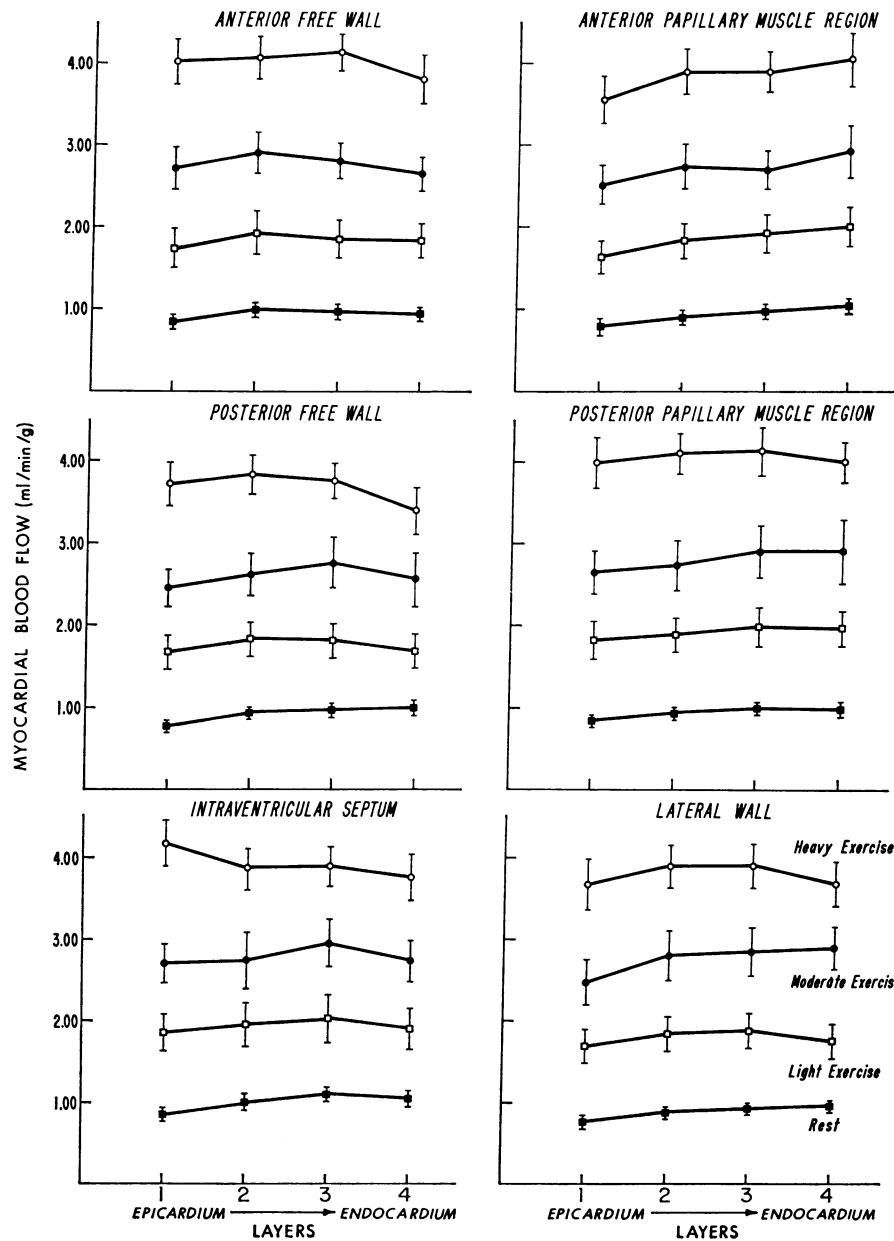 ANTERIOR FREE WALL
ANTERIOR PAPILLARY MUSCLE REGION
4.00
3.00
2.00
1.00
POSTERIOR FREE WALL
POSTERIOR PAPILLARY MUSCLE REGION
MYOCARDIAL BLOOD FLOW (ml/min/g)
4.00
3.00
2.00
1.00
INTRAVENTRICULAR SEPTUM
LATERAL WALL
4.00
3.00
2.00
1.00
Heavy Exercise
Moderate Exercis
Light Exercise
Rest
1 2 3 4
EPICARDIUM ENDOCARDIUM
LAYERS
1 2 3 4
EPICARDIUM ENDOCARDIUM
LAYERS